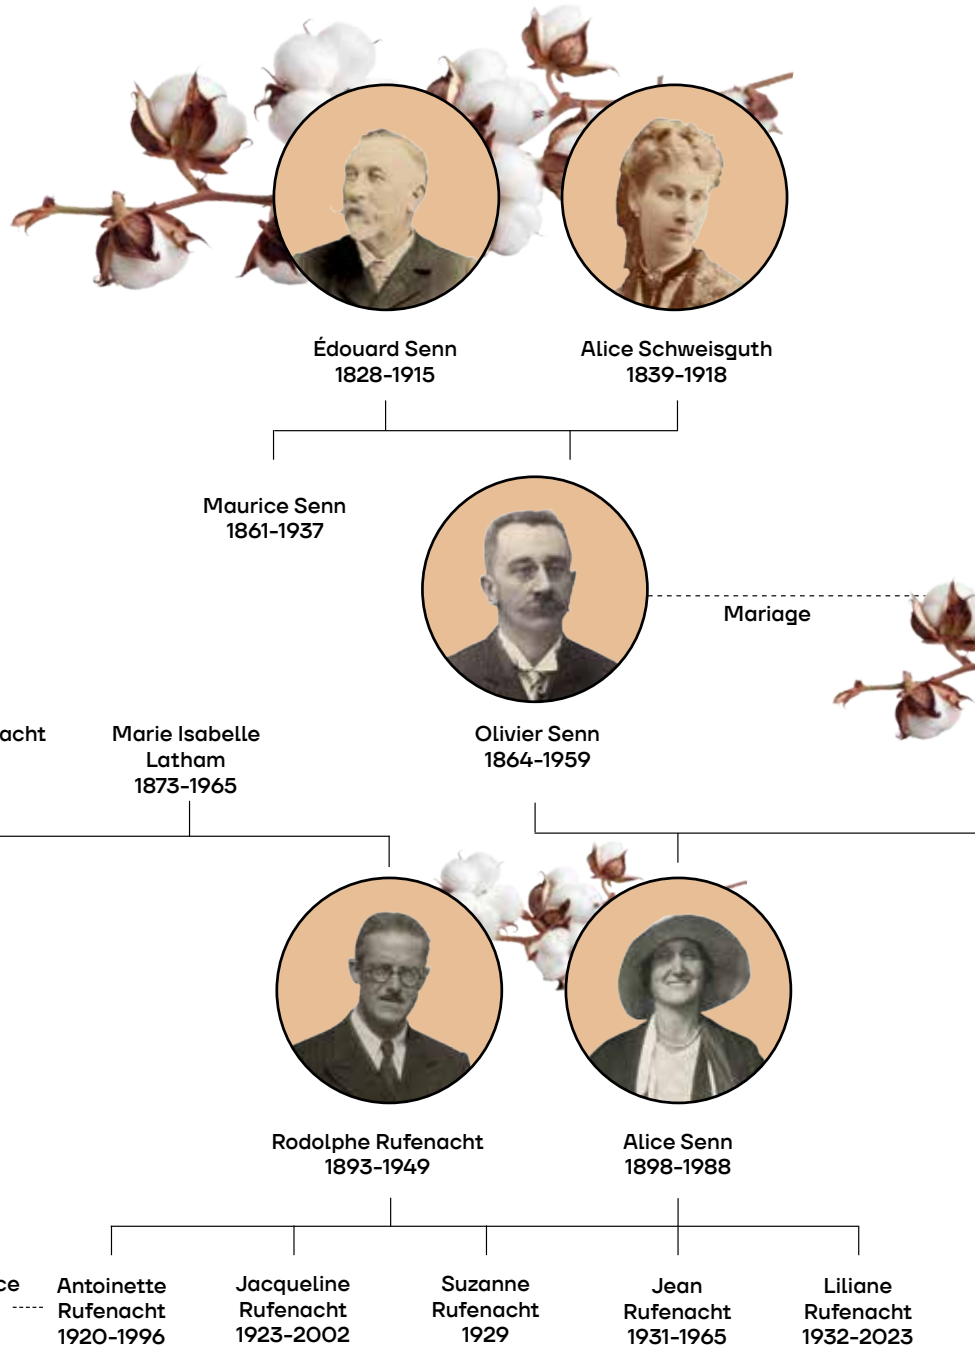 Édouard Senn
1828-1915
Alice Schweisguth
1839-1918
Maurice Senn
1861-1937
Mariage
acht
Marie Isabelle
Latham
1873-1965
Olivier Senn
1864-1959
Rodolphe Rufenacht
1893-1949
Alice Senn
1898-1988
ce
Antoinette
Rufenacht
1920-1996
Jacqueline
Rufenacht
1923-2002
Suzanne
Rufenacht
1929
Jean
Rufenacht
1931-1965
Liliane
Rufenacht
1932-2023